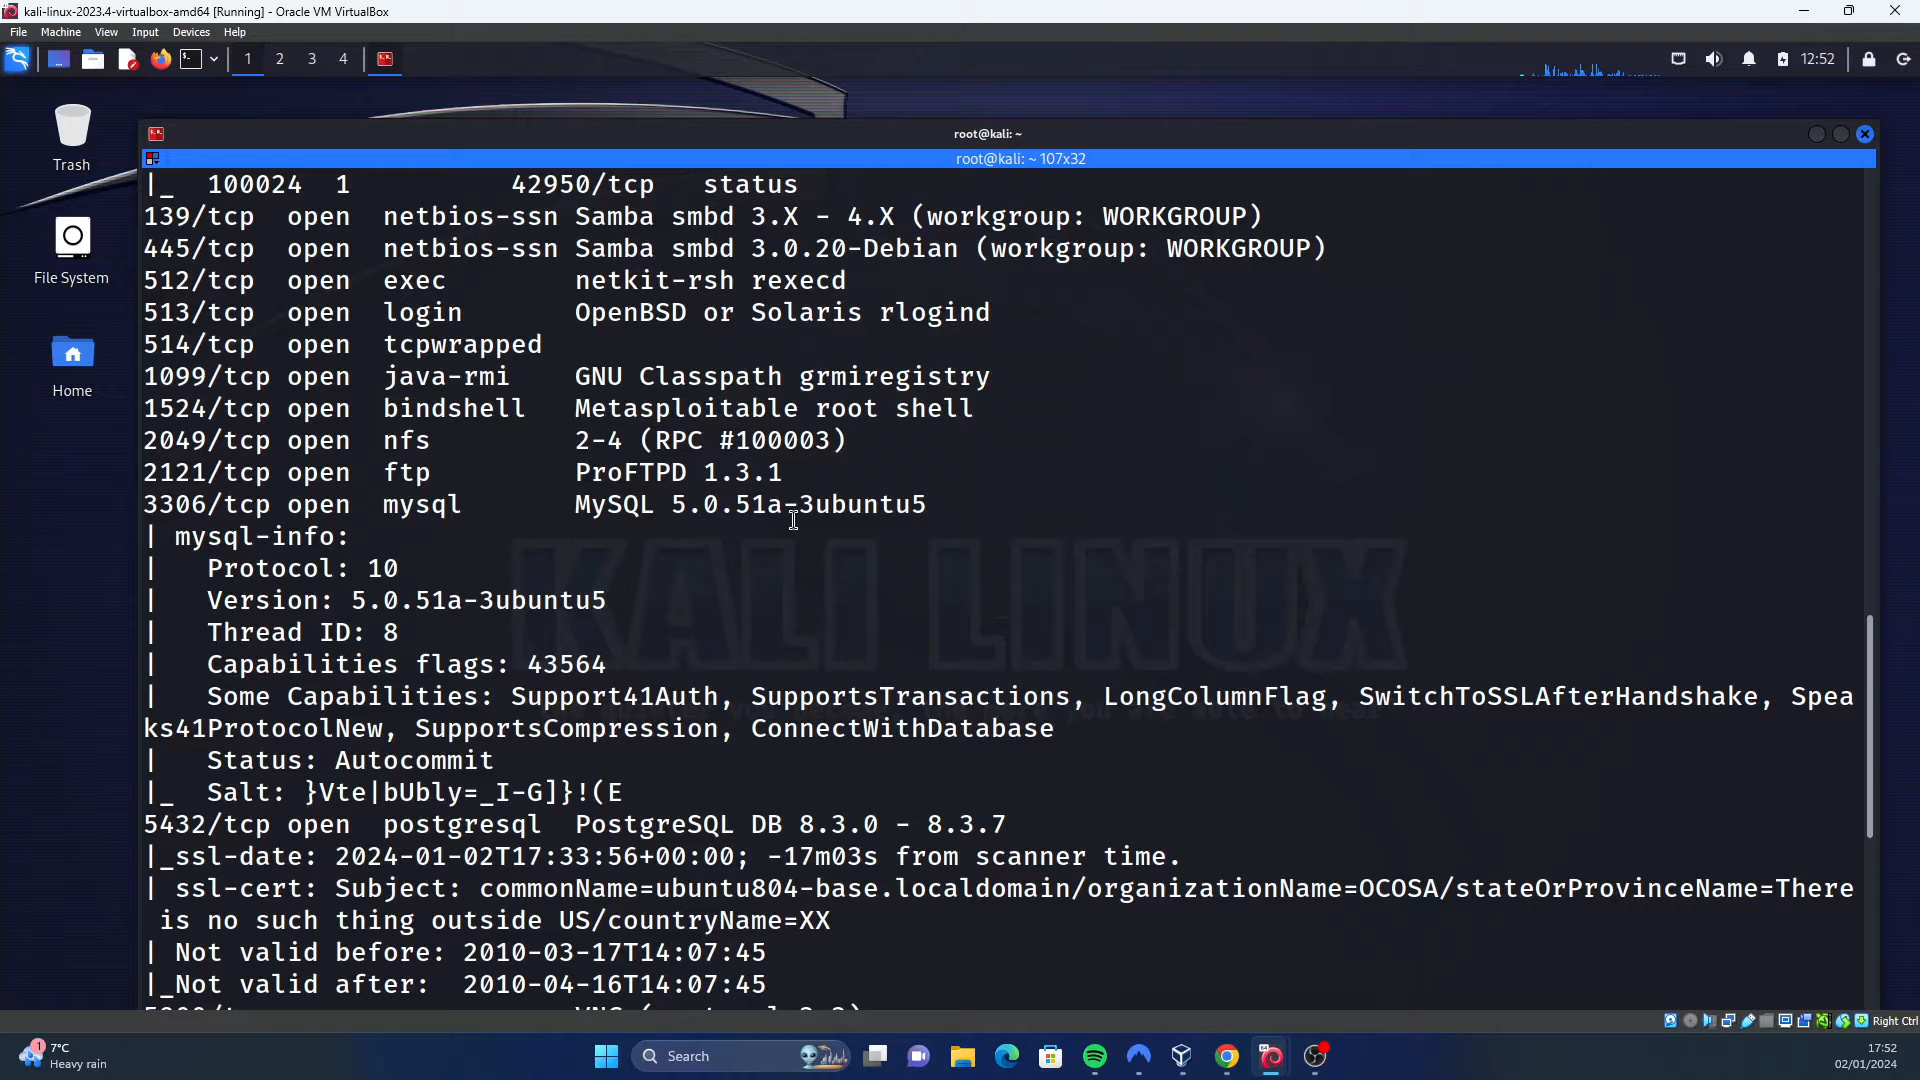 kali-linux-2023.4-virtualbox-amd64 [Running] - Oracle VM VirtualBox
File Machine View Input Devices Help
1 2 3 4
12:52
Trash
File System
Home
root@kali: ~
root@kali: ~ 107x32
|_  100024  1          42950/tcp   status
139/tcp  open  netbios-ssn Samba smbd 3.X - 4.X (workgroup: WORKGROUP)
445/tcp  open  netbios-ssn Samba smbd 3.0.20-Debian (workgroup: WORKGROUP)
512/tcp  open  exec        netkit-rsh rexecd
513/tcp  open  login       OpenBSD or Solaris rlogind
514/tcp  open  tcpwrapped
1099/tcp open  java-rmi    GNU Classpath grmiregistry
1524/tcp open  bindshell   Metasploitable root shell
2049/tcp open  nfs         2-4 (RPC #100003)
2121/tcp open  ftp         ProFTPD 1.3.1
3306/tcp open  mysql       MySQL 5.0.51a-3ubuntu5
| mysql-info:
|   Protocol: 10
|   Version: 5.0.51a-3ubuntu5
|   Thread ID: 8
|   Capabilities flags: 43564
|   Some Capabilities: Support41Auth, SupportsTransactions, LongColumnFlag, SwitchToSSLAfterHandshake, Spea
ks41ProtocolNew, SupportsCompression, ConnectWithDatabase
|   Status: Autocommit
|_  Salt: }Vte|bUbly=_I-G]}!(E
5432/tcp open  postgresql  PostgreSQL DB 8.3.0 - 8.3.7
|_ssl-date: 2024-01-02T17:33:56+00:00; -17m03s from scanner time.
| ssl-cert: Subject: commonName=ubuntu804-base.localdomain/organizationName=OCOSA/stateOrProvinceName=There
 is no such thing outside US/countryName=XX
| Not valid before: 2010-03-17T14:07:45
|_Not valid after:  2010-04-16T14:07:45
KALI LINUX
Right Ctrl
1
7°C
Heavy rain
Search
17:52
02/01/2024